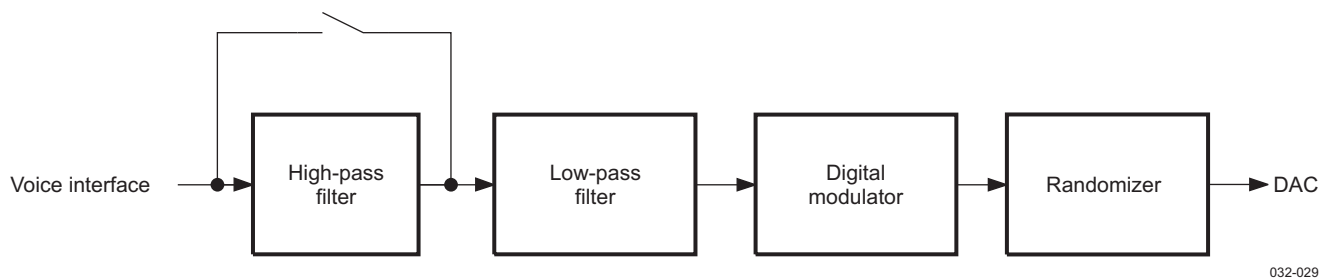 Voice interface
High-pass
filter
Low-pass
filter
Digital
modulator
Randomizer
DAC
032-029